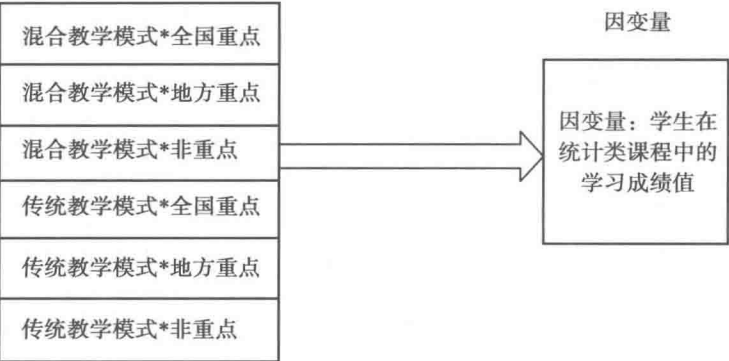 混合教学模式*全国重点
混合教学模式*地方重点
混合教学模式*非重点
传统教学模式*全国重点
传统教学模式*地方重点
传统教学模式*非重点
因变量
因变量：学生在
统计类课程中的
学习成绩值